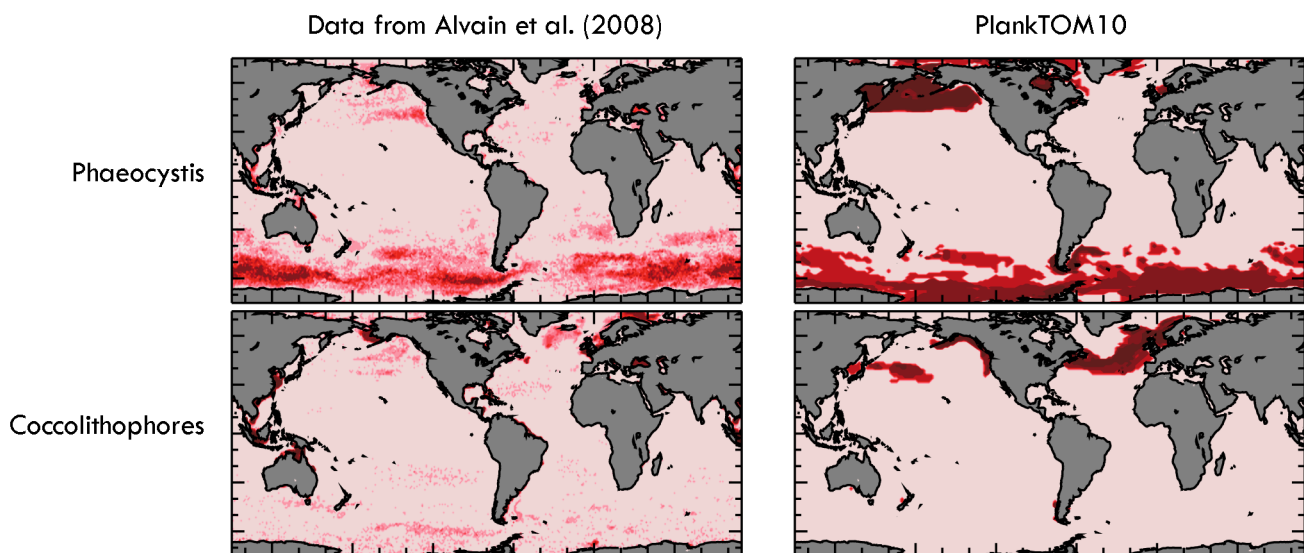 Data from Alvain et al. (2008)
PlankTOM10
Phaeocystis
Coccolithophores